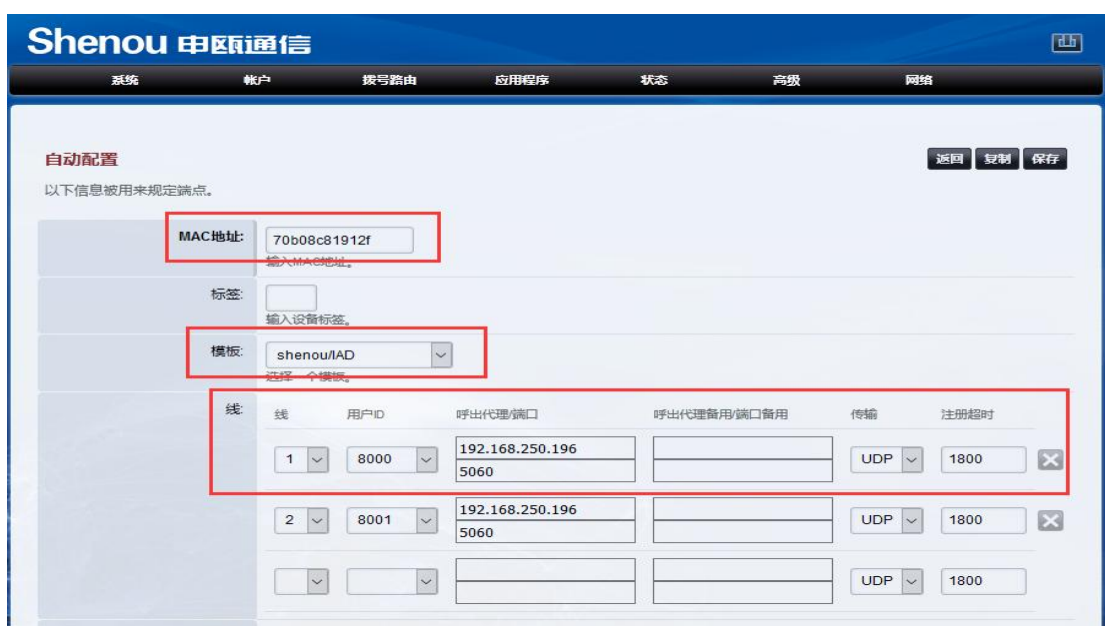 Shenou 申瓯通信
系统 帐户 拨号路由 应用程序 状态 高级 网络
自动配置 返回 复制 保存
以下信息被用来规定端点。
MAC地址: 70b08c81912f
输入MAC地址。
标签:
输入设备标签。
模板: shenou/IAD
选择一个模板。
线: 线 用户ID 呼出代理/端口 呼出代理备用/端口备用 传输 注册超时
1 8000 192.168.250.196 UDP 1800
5060
2 8001 192.168.250.196 UDP 1800
5060
UDP 1800